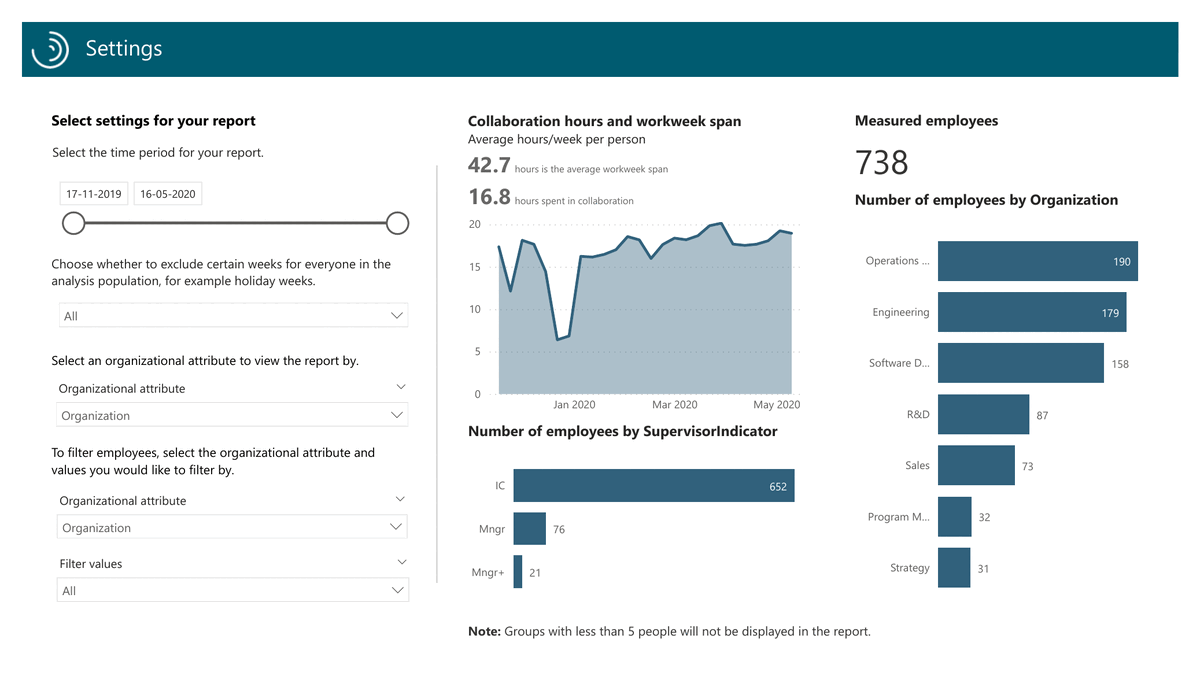 Settings
Select settings for your report
Select the time period for your report.
17-11-2019 16-05-2020
Choose whether to exclude certain weeks for everyone in the
analysis population, for example holiday weeks.
All
Select an organizational attribute to view the report by.
Organizational attribute
Organization
To filter employees, select the organizational attribute and
values you would like to filter by.
Organizational attribute
Organization
Filter values
All
Collaboration hours and workweek span
Average hours/week per person
42.7 hours is the average workweek span
16.8 hours spent in collaboration
20
15
10
5
0
Jan 2020 Mar 2020 May 2020
Number of employees by SupervisorIndicator
IC 652
Mngr 76
Mngr+ 21
Measured employees
738
Number of employees by Organization
Operations ... 190
Engineering 179
Software D... 158
R&D 87
Sales 73
Program M... 32
Strategy 31
Note: Groups with less than 5 people will not be displayed in the report.